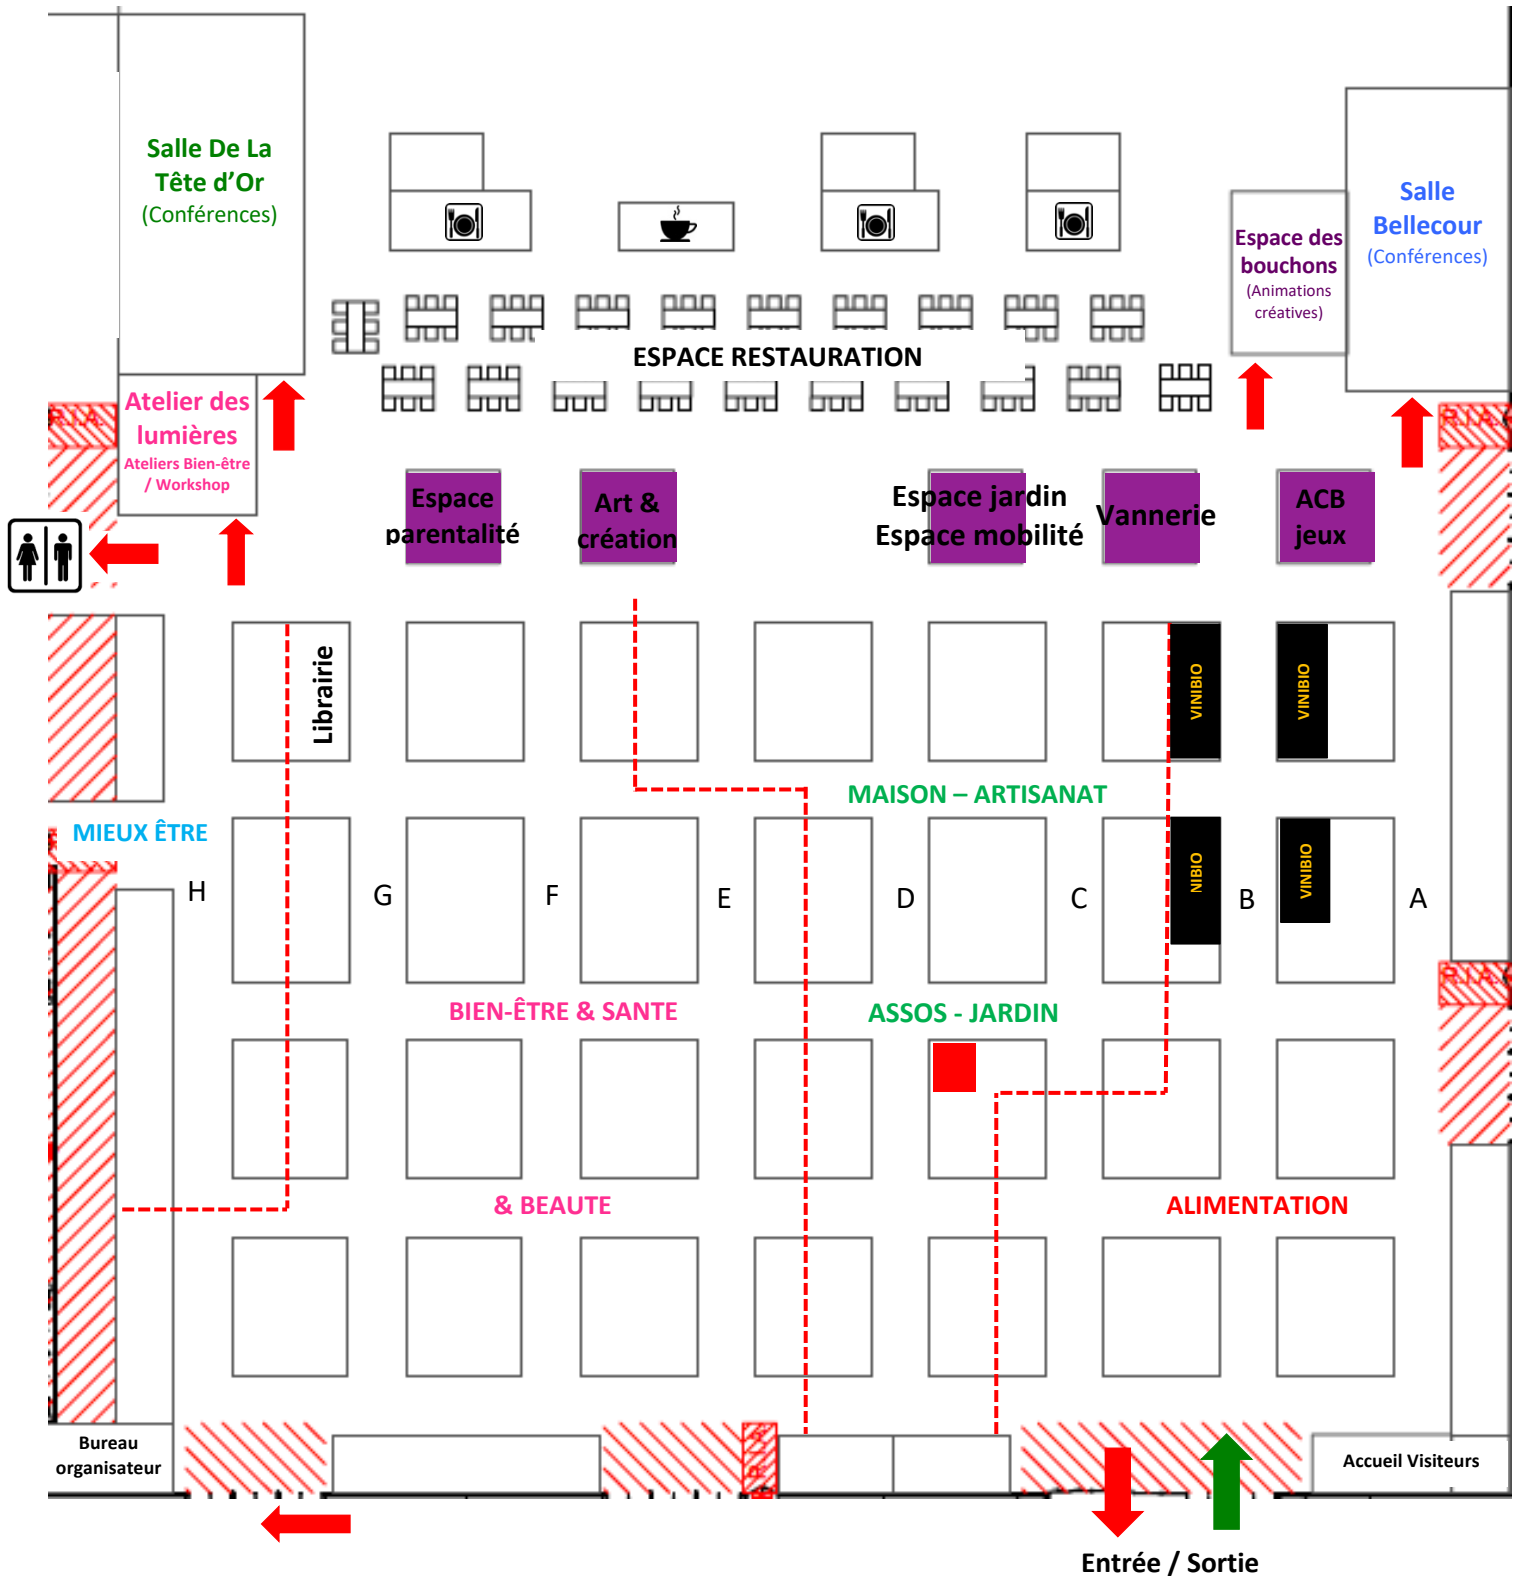 Salle De La
Tête d’Or
(Conférences)
Salle
Bellecour
(Conférences)
Espace des
bouchons
(Animations
créatives)
ESPACE RESTAURATION
Atelier des
lumières
Ateliers Bien-être
/ Workshop
R.I.A.
R.I.A.
Espace
parentalité
Art &
création
Espace jardin
Espace mobilité
Vannerie
ACB
jeux
Librairie
VINIBIO
VINIBIO
MAISON – ARTISANAT
MIEUX ÊTRE
NIBIO
VINIBIO
H
G
F
E
D
C
B
A
R.I.A.
BIEN-ÊTRE & SANTE
ASSOS - JARDIN
& BEAUTE
ALIMENTATION
Bureau
organisateur
R.I.A.
Accueil Visiteurs
Entrée / Sortie